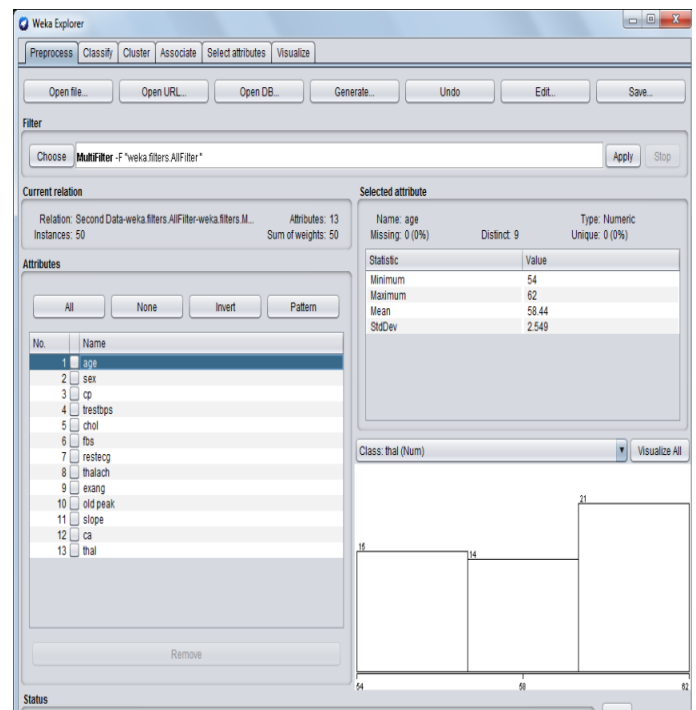 Weka Explorer
Preprocess Classify Cluster Associate Select attributes Visualize
Open file... Open URL... Open DB... Generate... Undo Edit... Save...
Filter
Choose MultiFilter -F "weka.filters.AllFilter"
Apply Stop
Current relation
Relation: Second Data-weka.filters.AllFilter-weka.filters.M... Attributes: 13
Instances: 50 Sum of weights: 50
Attributes
All None Invert Pattern
No. Name
1 age
2 sex
3 cp
4 trestbps
5 chol
6 fbs
7 restecg
8 thalach
9 exang
10 old peak
11 slope
12 ca
13 thal
Remove
Status
Selected attribute
Name: age Type: Numeric
Missing: 0 (0%) Distinct: 9 Unique: 0 (0%)
Statistic Value
Minimum 54
Maximum 62
Mean 58.44
StdDev 2.549
Class: thal (Num) Visualize All
21
15
14
54 58 62